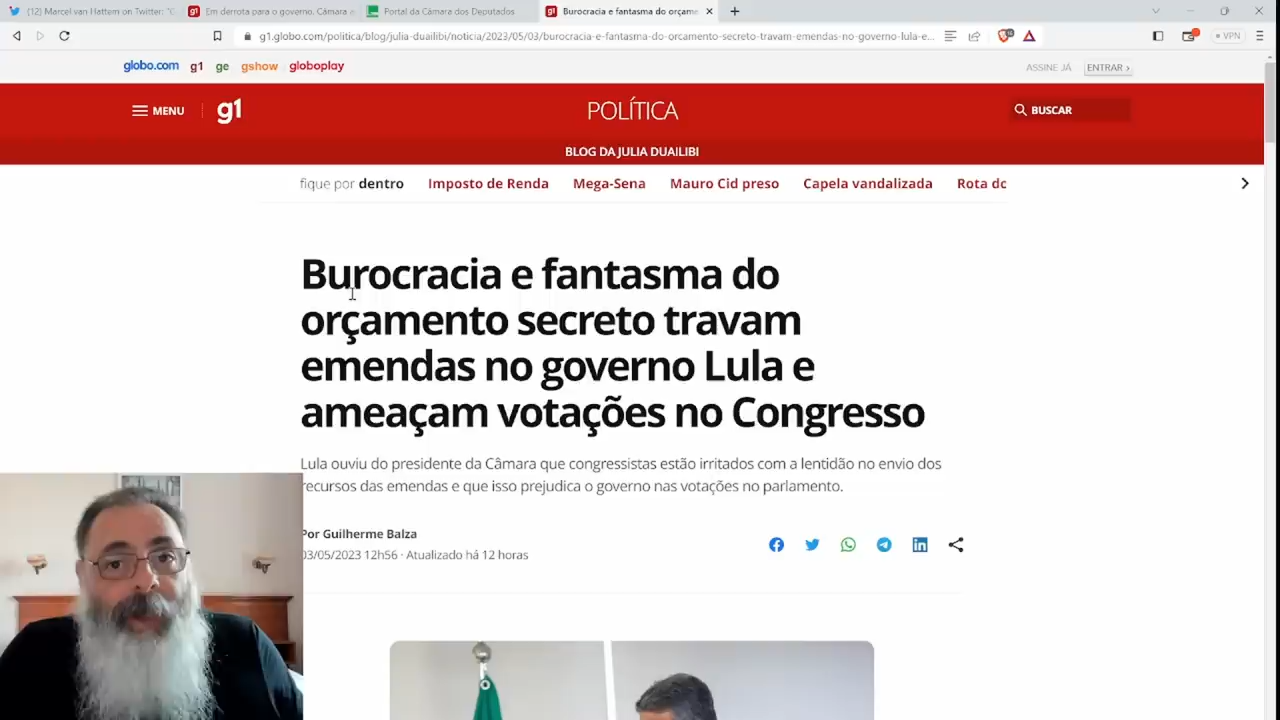 (12) Marcel van Hattem on Twitter: "G
Em derrota para o governo, Câmara a
Portal da Câmara dos Deputados
Burocracia e fantasma do orçame
g1.globo.com/politica/blog/julia-duailibi/noticia/2023/05/03/burocracia-e-fantasma-do-orcamento-secreto-travam-emendas-no-governo-lula-e...
VPN
globo.com g1 ge gshow globoplay
ASSINE JÁ ENTRAR ›
MENU g1 POLÍTICA BUSCAR
BLOG DA JULIA DUAILIBI
fique por dentro Imposto de Renda Mega-Sena Mauro Cid preso Capela vandalizada Rota do
Burocracia e fantasma do
orçamento secreto travam
emendas no governo Lula e
ameaçam votações no Congresso
Lula ouviu do presidente da Câmara que congressistas estão irritados com a lentidão no envio dos
recursos das emendas e que isso prejudica o governo nas votações no parlamento.
Por Guilherme Balza
03/05/2023 12h56 · Atualizado há 12 horas